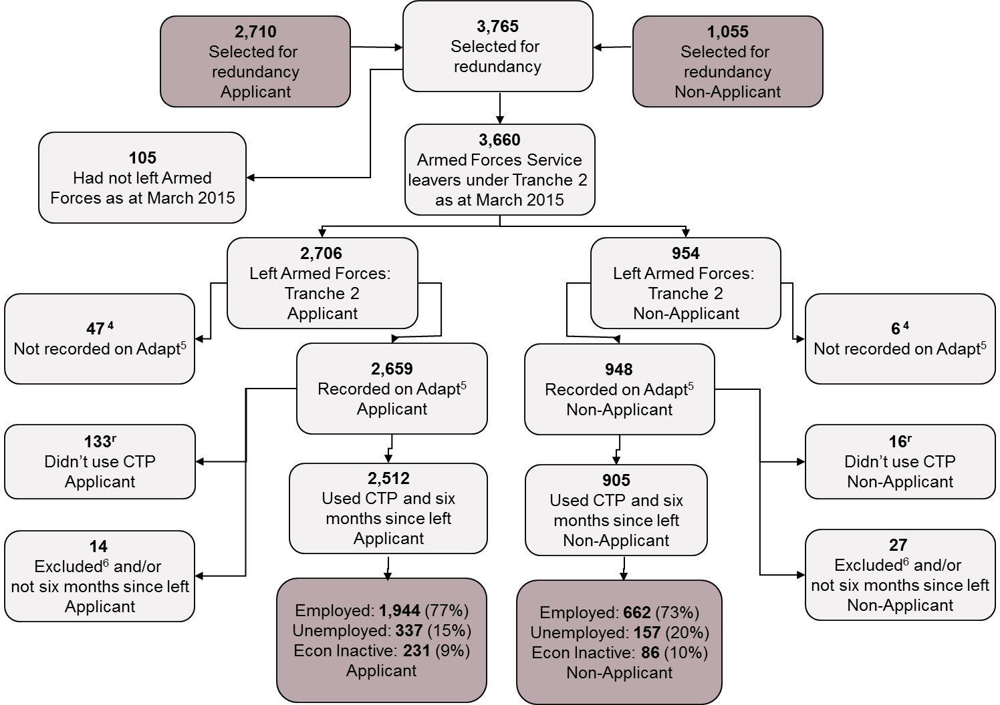 2,710
Selected for
redundancy
Applicant
3,765
Selected for
redundancy
1,055
Selected for
redundancy
Non-Applicant
105
Had not left Armed
Forces as at March 2015
3,660
Armed Forces Service
leavers under Tranche 2
as at March 2015
2,706
Left Armed Forces:
Tranche 2
Applicant
954
Left Armed Forces:
Tranche 2
Non-Applicant
47 4
Not recorded on Adapt5
6 4
Not recorded on Adapt5
2,659
Recorded on Adapt5
Applicant
948
Recorded on Adapt5
Non-Applicant
133r
Didn’t use CTP
Applicant
16r
Didn’t use CTP
Non-Applicant
2,512
Used CTP and six
months since left
Applicant
905
Used CTP and six
months since left
Non-Applicant
14
Excluded6 and/or
not six months since left
Applicant
27
Excluded6 and/or
not six months since left
Non-Applicant
Employed: 1,944 (77%)
Unemployed: 337 (15%)
Econ Inactive: 231 (9%)
Applicant
Employed: 662 (73%)
Unemployed: 157 (20%)
Econ Inactive: 86 (10%)
Non-Applicant